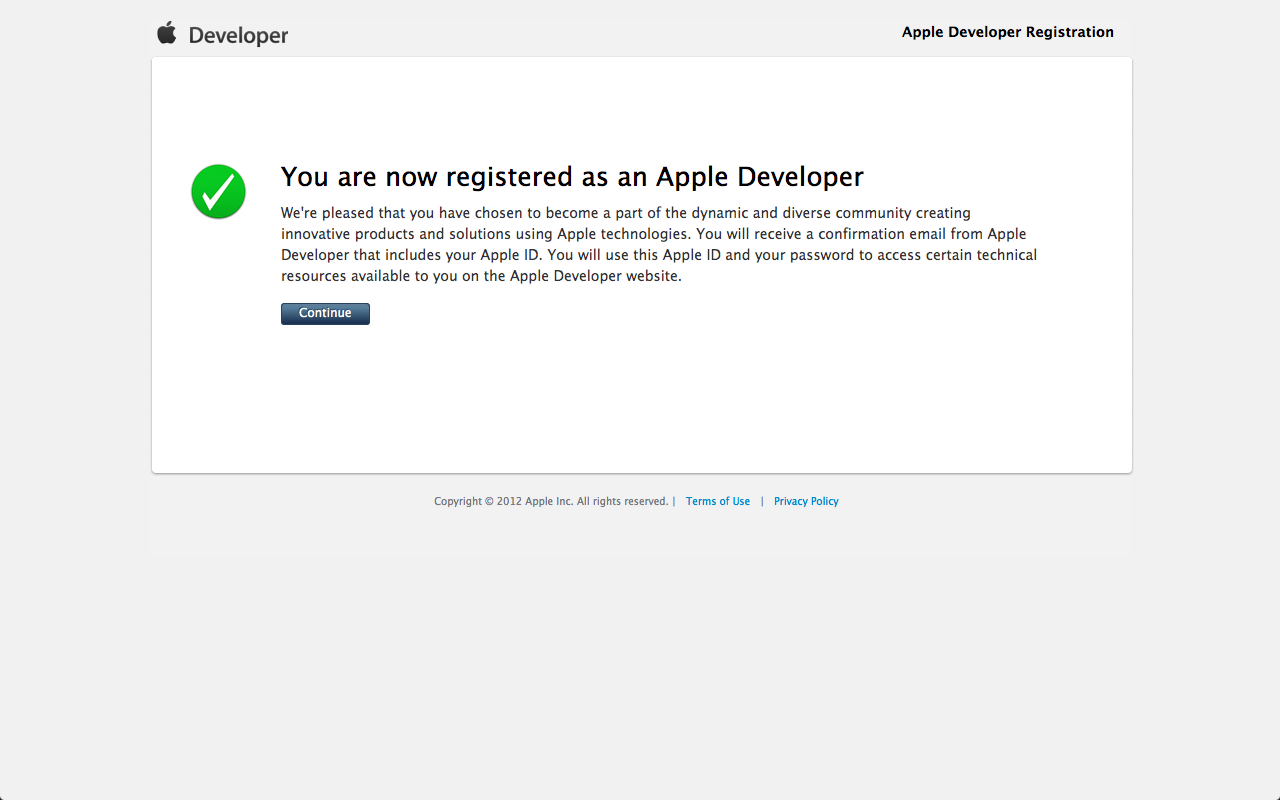 Developer
Apple Developer Registration
You are now registered as an Apple Developer
We're pleased that you have chosen to become a part of the dynamic and diverse community creating
innovative products and solutions using Apple technologies. You will receive a confirmation email from Apple
Developer that includes your Apple ID. You will use this Apple ID and your password to access certain technical
resources available to you on the Apple Developer website.
Continue
Copyright © 2012 Apple Inc. All rights reserved. | Terms of Use | Privacy Policy